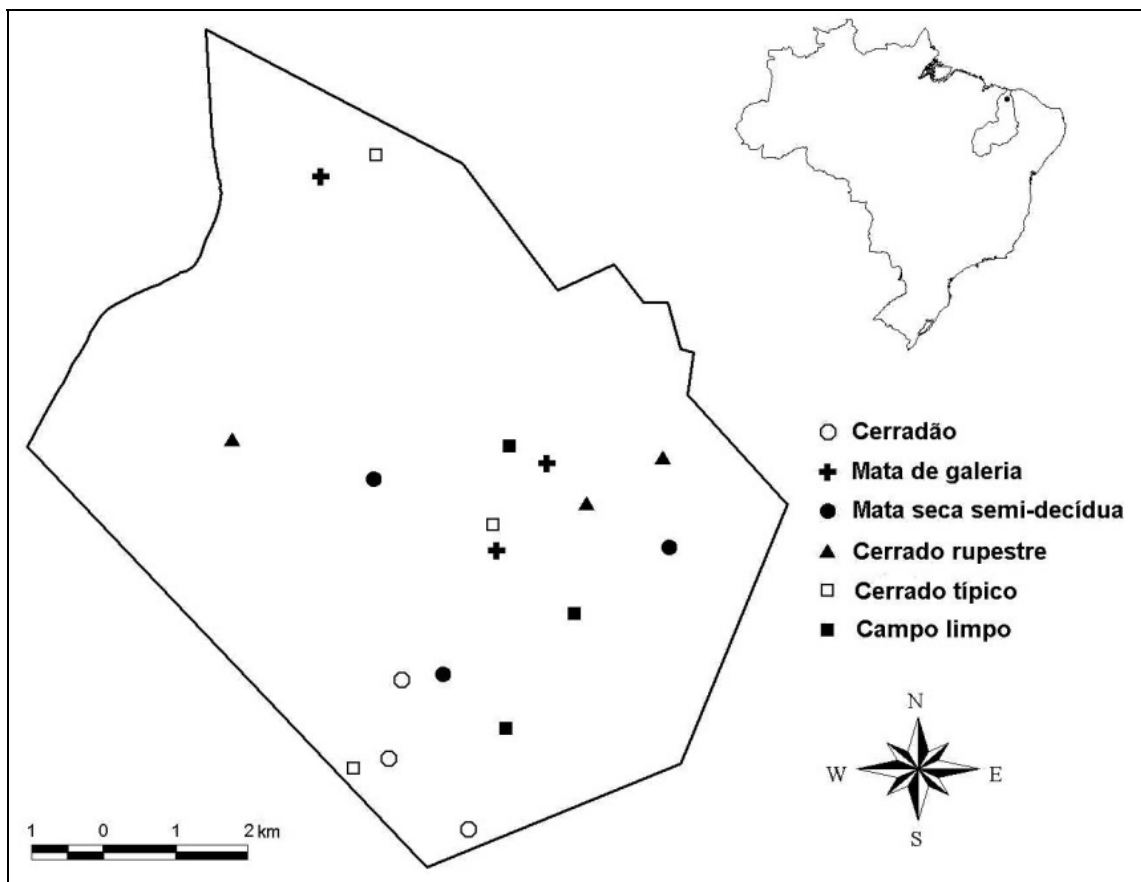 Cerradão
Mata de galeria
Mata seca semi-decídua
Cerrado rupestre
Cerrado típico
Campo limpo
N
W E
S
1 0 1 2 km